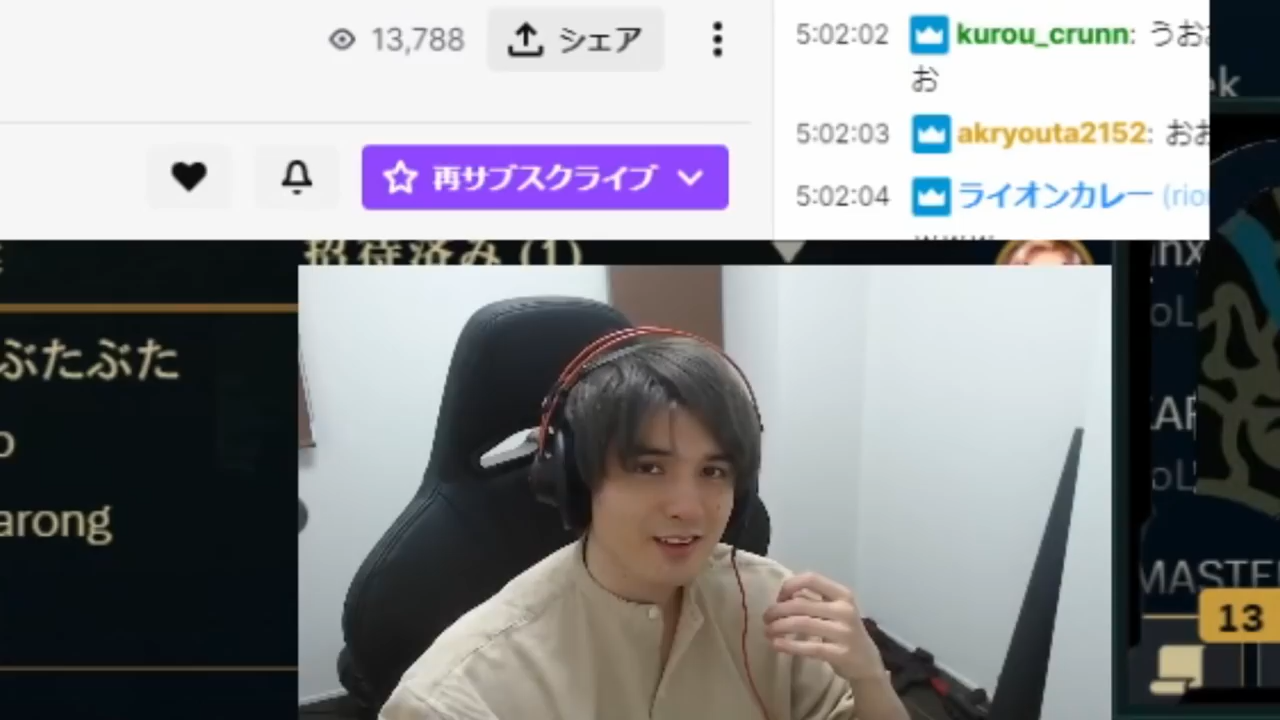 13,788
シェア
再サブスクライブ
5:02:02 kurou_crunn: うお
お
5:02:03 akryouta2152: おお
5:02:04 ライオンカレー (rio
招待済み (1)
ぶたぶた
arong
MASTE
13